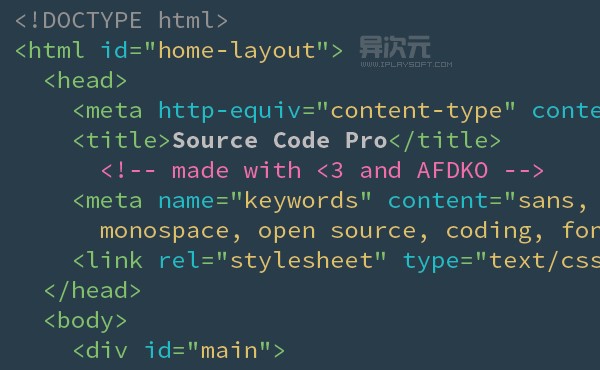 <!DOCTYPE html>
<html id="home-layout">
异次元
WWW.IPLAYSOFT.COM
<head>
<meta http-equiv="content-type" conte
<title>Source Code Pro</title>
<!-- made with <3 and AFDKO -->
<meta name="keywords" content="sans,
monospace, open source, coding, fon
<link rel="stylesheet" type="text/css
</head>
<body>
<div id="main">